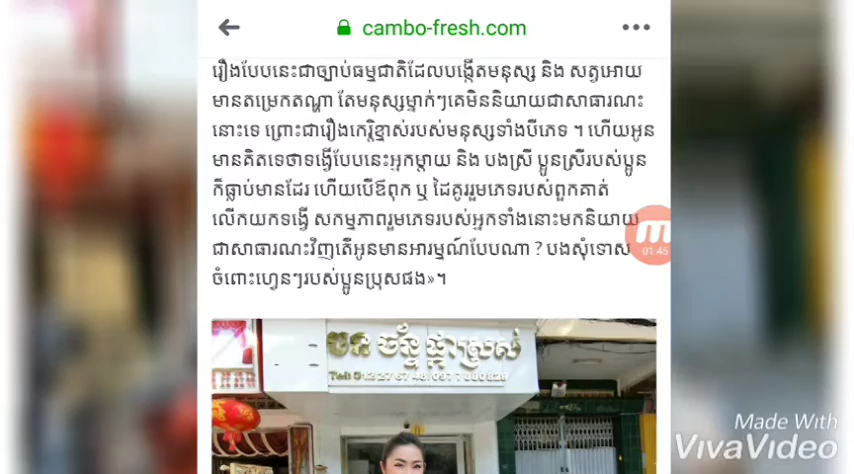 cambo-fresh.com
រឿងបែបនេះជាច្បាប់ធម្មជាតិដែលបង្កើតមនុស្ស និង សត្វអោយ
មានតម្រេកតណ្ហា តែមនុស្សម្នាក់ៗគេមិននិយាយជាសាធារណះ
នោះទេ ព្រោះជារឿងកេរ្តិ៍ខ្មាស់របស់មនុស្សទាំងបីភេទ ។ ហើយអូន
មានគិតទេថាទង្វើបែបនេះអ្នកម្តាយ និង បងស្រី ប្អូនស្រីរបស់ប្អូន
ក៏ធ្លាប់មានដែរ ហើយបើឪពុក ឬ ដៃគូររួមភេទរបស់ពួកគាត់
លើកយកទង្វើ សកម្មភាពរួមភេទរបស់អ្នកទាំងនោះមកនិយាយ
ជាសាធារណះវិញតើអូនមានអារម្មណ៍បែបណា ? បងសុំទោស
ចំពោះហ្វេនៗរបស់ប្អូនប្រុសផង»។
01:45
ចន្ទី ផ្កាស្រស់
Made With
VivaVideo